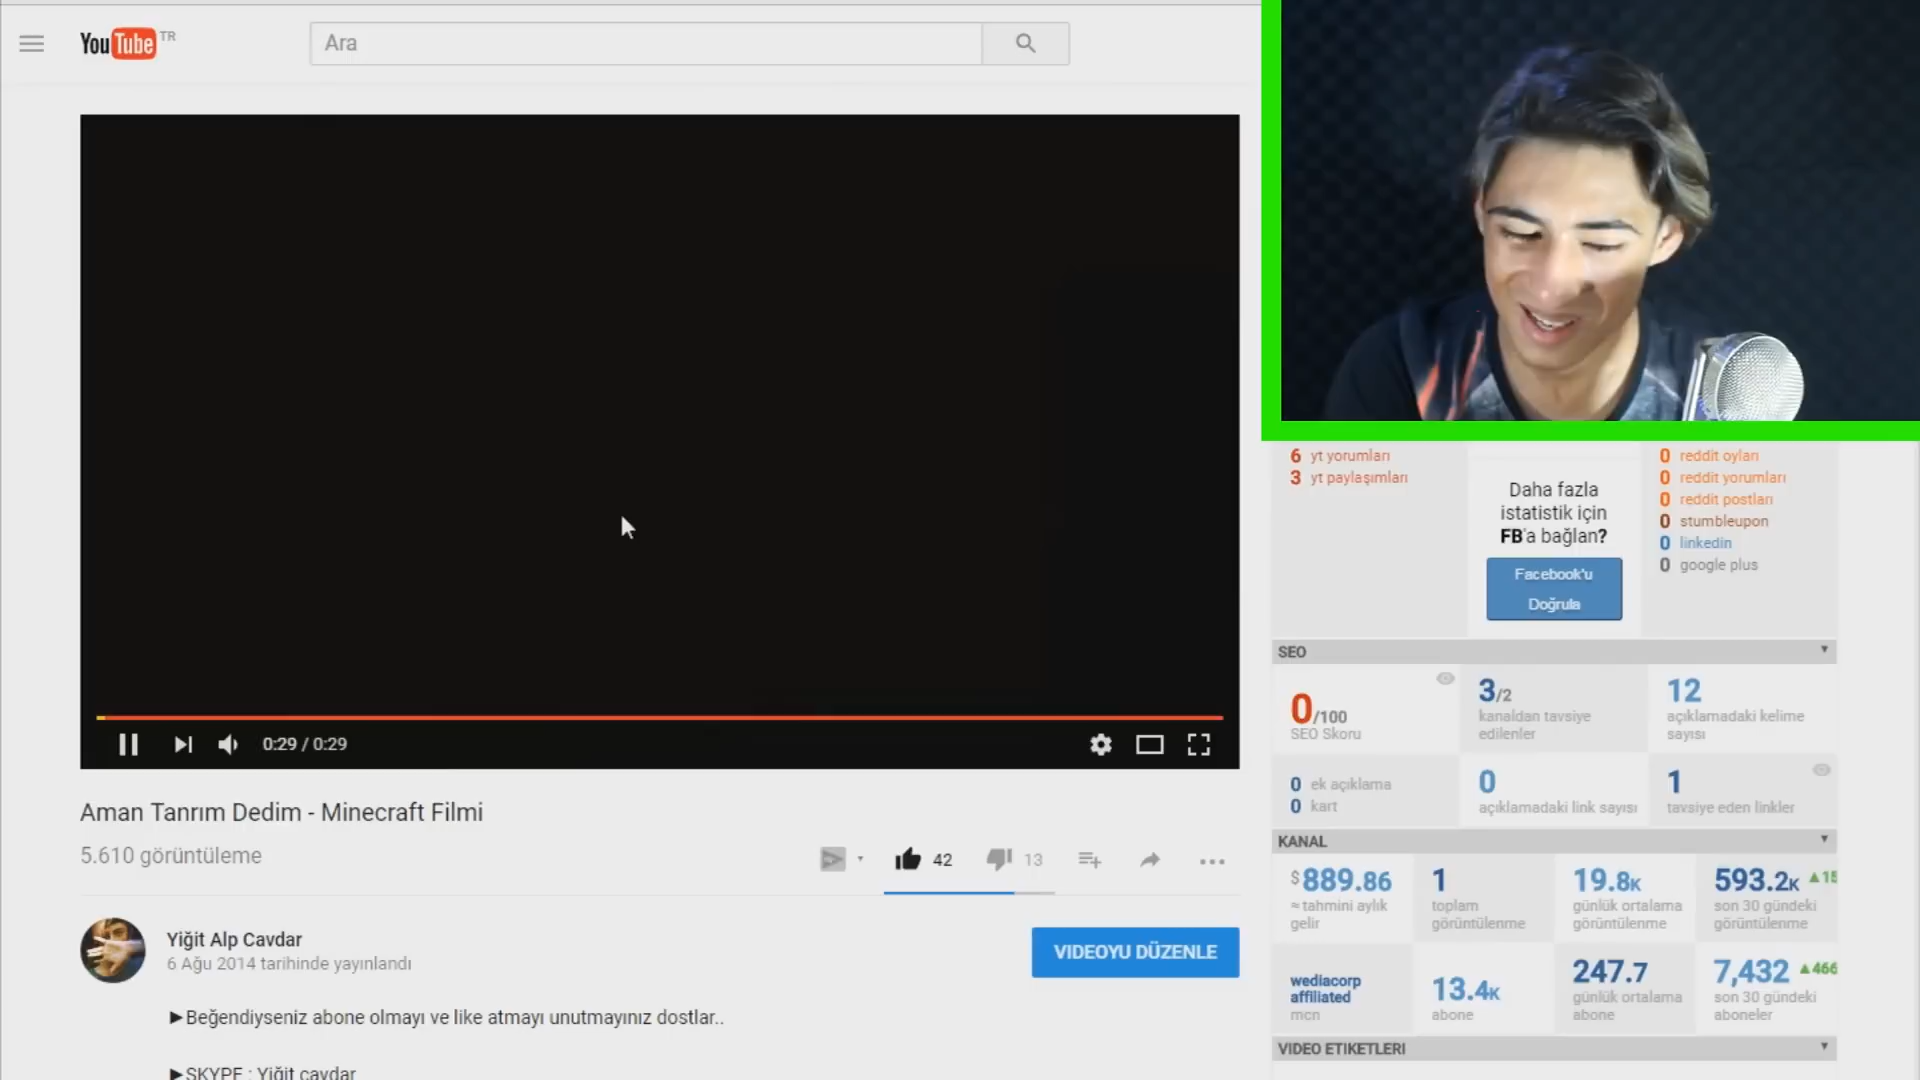 YouTube TR
Ara
0:29 / 0:29
Aman Tanrım Dedim - Minecraft Filmi
5.610 görüntüleme
42
13
Yiğit Alp Cavdar
6 Ağu 2014 tarihinde yayınlandı
VIDEOYU DÜZENLE
►Beğendiyseniz abone olmayı ve like atmayı unutmayınız dostlar..
►SKYPE : Yiğit cavdar
6 yt yorumları
3 yt paylaşımları
Daha fazla
istatistik için
FB'a bağlan?
Facebook'u
Doğrula
0 reddit oyları
0 reddit yorumları
0 reddit postları
0 stumbleupon
0 linkedin
0 google plus
SEO
0/100
SEO Skoru
3/2
kanaldan tavsiye
edilenler
12
açıklamadaki kelime
sayısı
0 ek açıklama
0 kart
0
açıklamadaki link sayısı
1
tavsiye eden linkler
KANAL
$889.86
≈ tahmini aylık
gelir
1
toplam
görüntülenme
19.8K
günlük ortalama
görüntülenme
593.2K ▲15
son 30 gündeki
görüntülenme
wediacorp
affiliated
mcn
13.4K
abone
247.7
günlük ortalama
abone
7,432 ▲466
son 30 gündeki
aboneler
VIDEO ETIKETLERI